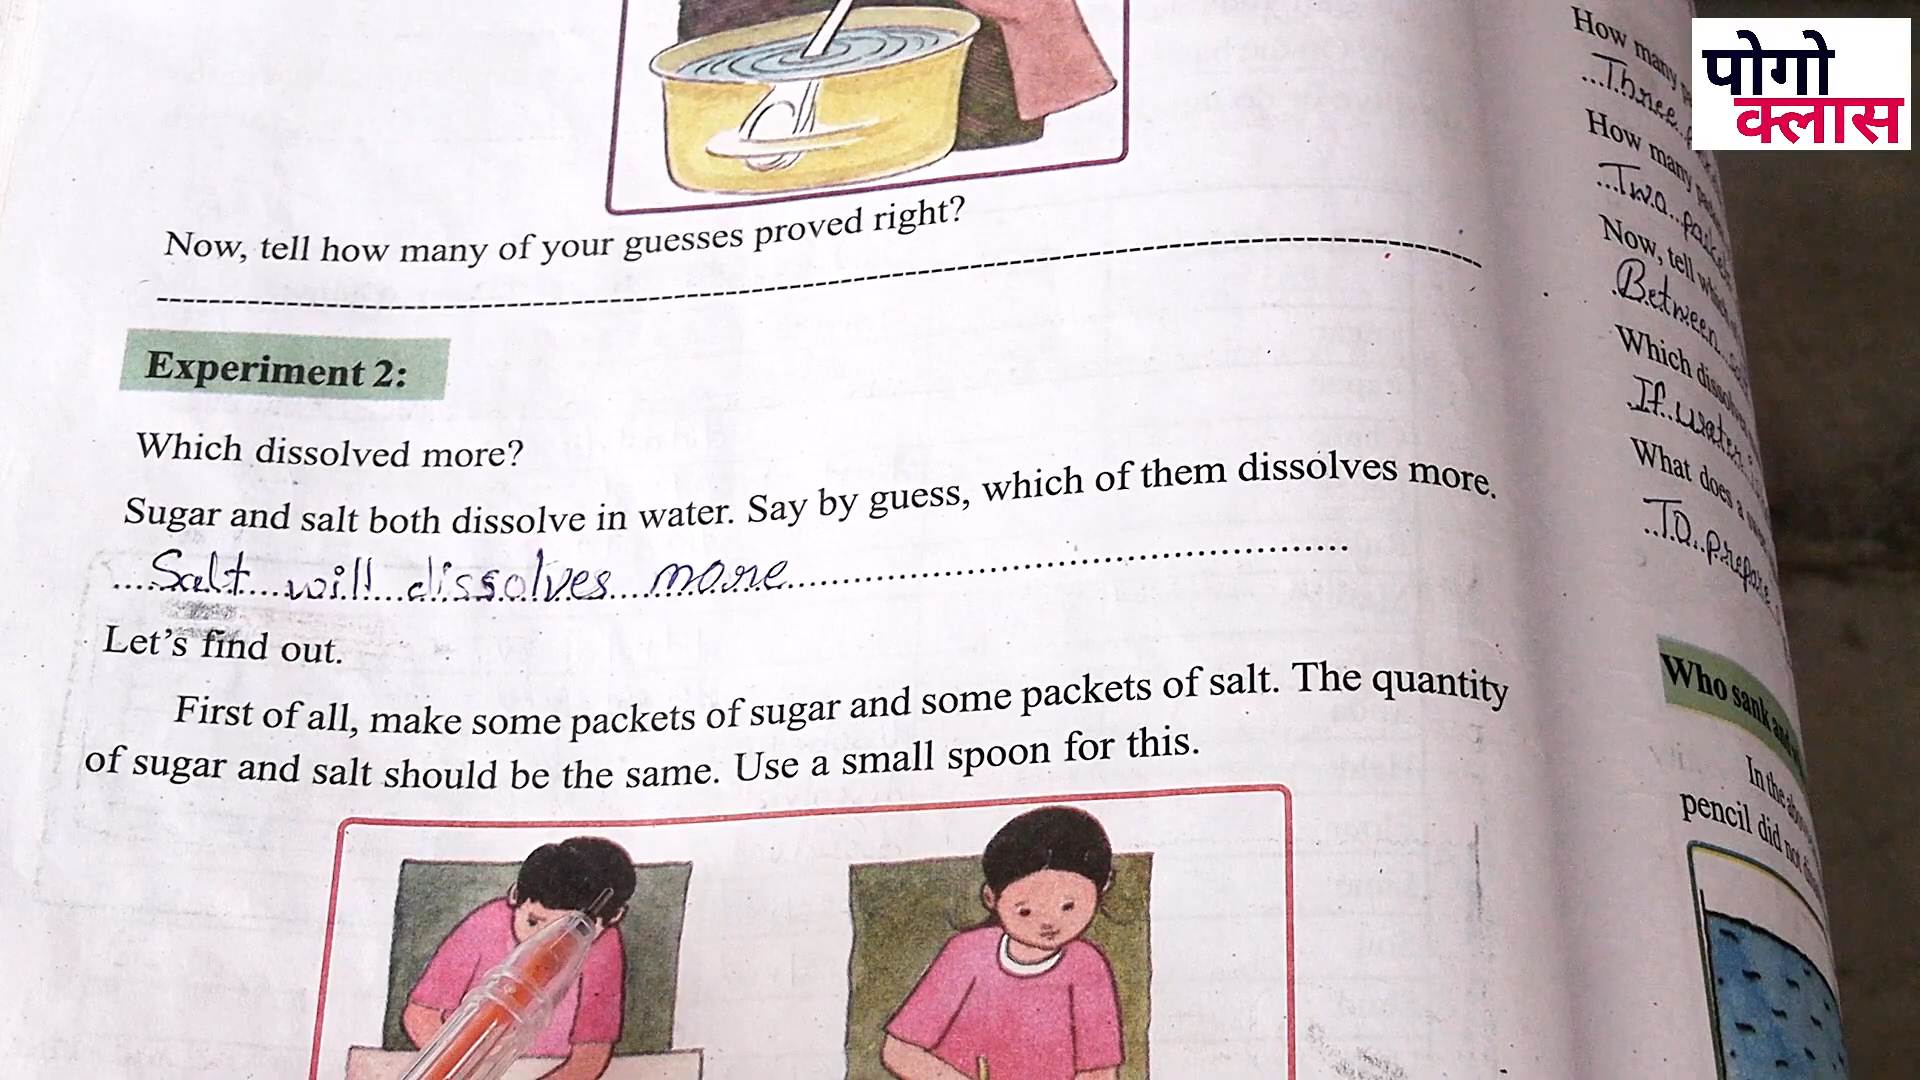 Now, tell how many of your guesses proved right?
Experiment 2:
Which dissolved more?
Sugar and salt both dissolve in water. Say by guess, which of them dissolves more.
Salt will dissolves more
Let's find out.
First of all, make some packets of sugar and some packets of salt. The quantity
of sugar and salt should be the same. Use a small spoon for this.
How many
Three
How many
Two
Now, tell
Between
Which
If water
What does a
To prepare
Who sank
In the
pencil did not
पोगो
क्लास